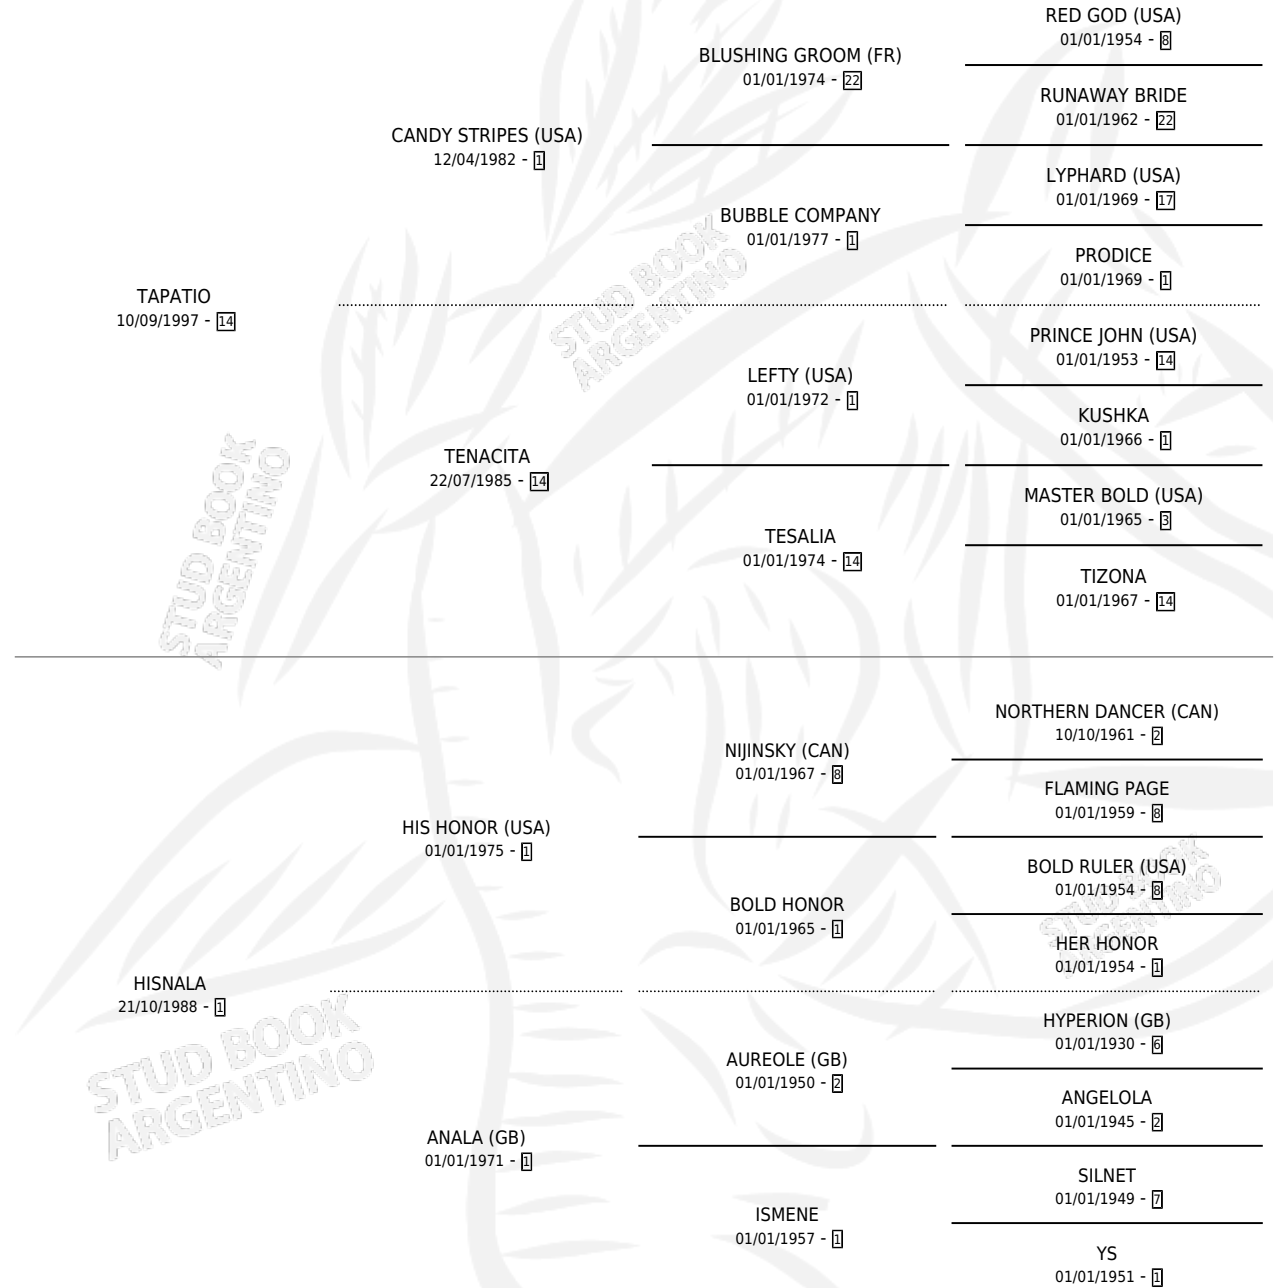 RED GOD (USA)
01/01/1954 - 8
BLUSHING GROOM (FR)
01/01/1974 - 22
RUNAWAY BRIDE
01/01/1962 - 22
CANDY STRIPES (USA)
12/04/1982 - 1
LYPHARD (USA)
01/01/1969 - 17
BUBBLE COMPANY
01/01/1977 - 1
PRODICE
01/01/1969 - 1
TAPATIO
10/09/1997 - 14
PRINCE JOHN (USA)
01/01/1953 - 14
LEFTY (USA)
01/01/1972 - 1
KUSHKA
01/01/1966 - 1
TENACITA
22/07/1985 - 14
MASTER BOLD (USA)
01/01/1965 - 3
TESALIA
01/01/1974 - 14
TIZONA
01/01/1967 - 14
NORTHERN DANCER (CAN)
10/10/1961 - 2
NIJINSKY (CAN)
01/01/1967 - 8
FLAMING PAGE
01/01/1959 - 8
HIS HONOR (USA)
01/01/1975 - 1
BOLD RULER (USA)
01/01/1954 - 8
BOLD HONOR
01/01/1965 - 1
HER HONOR
01/01/1954 - 1
HISNALA
21/10/1988 - 1
HYPERION (GB)
01/01/1930 - 6
AUREOLE (GB)
01/01/1950 - 2
ANGELOLA
01/01/1945 - 2
ANALA (GB)
01/01/1971 - 1
SILNET
01/01/1949 - 7
ISMENE
01/01/1957 - 1
YS
01/01/1951 - 1
STUD BOOK
ARGENTINO
STUD BOOK
ARGENTINO
STUD BOOK
ARGENTINO
STUD BOOK
ARGENTINO